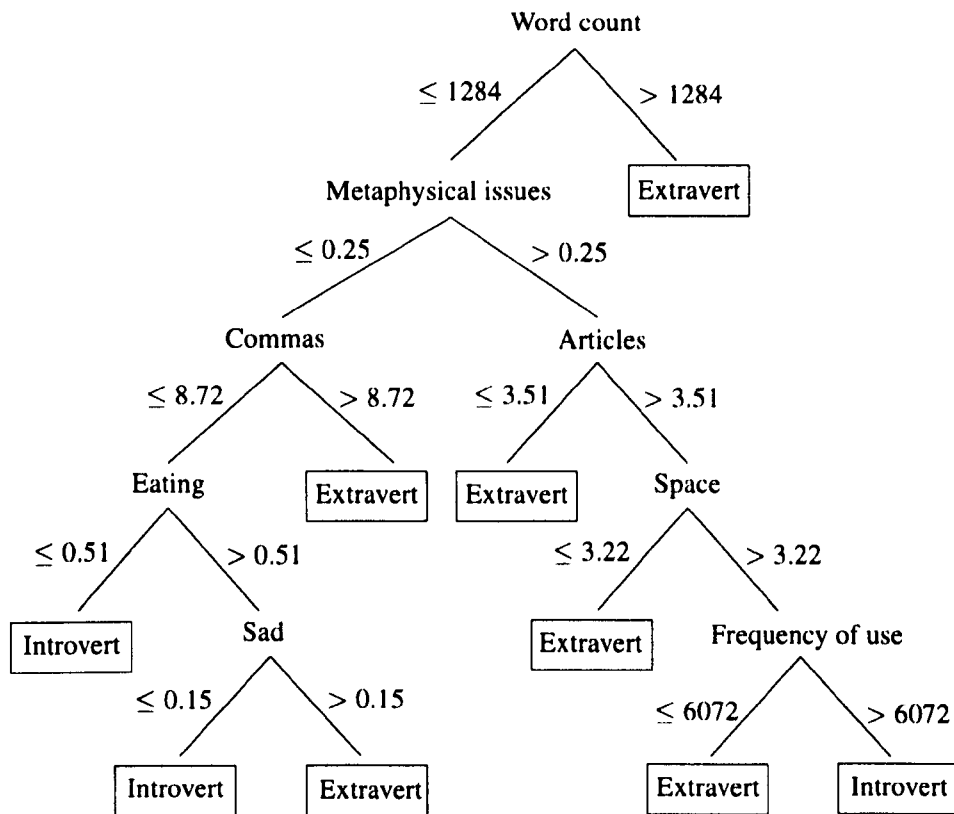 Word count
≤ 1284 > 1284
Metaphysical issues Extravert
≤ 0.25 > 0.25
Commas Articles
≤ 8.72 > 8.72 ≤ 3.51 > 3.51
Eating Extravert Extravert Space
≤ 0.51 > 0.51 ≤ 3.22 > 3.22
Introvert Sad Extravert Frequency of use
≤ 0.15 > 0.15 ≤ 6072 > 6072
Introvert Extravert Extravert Introvert